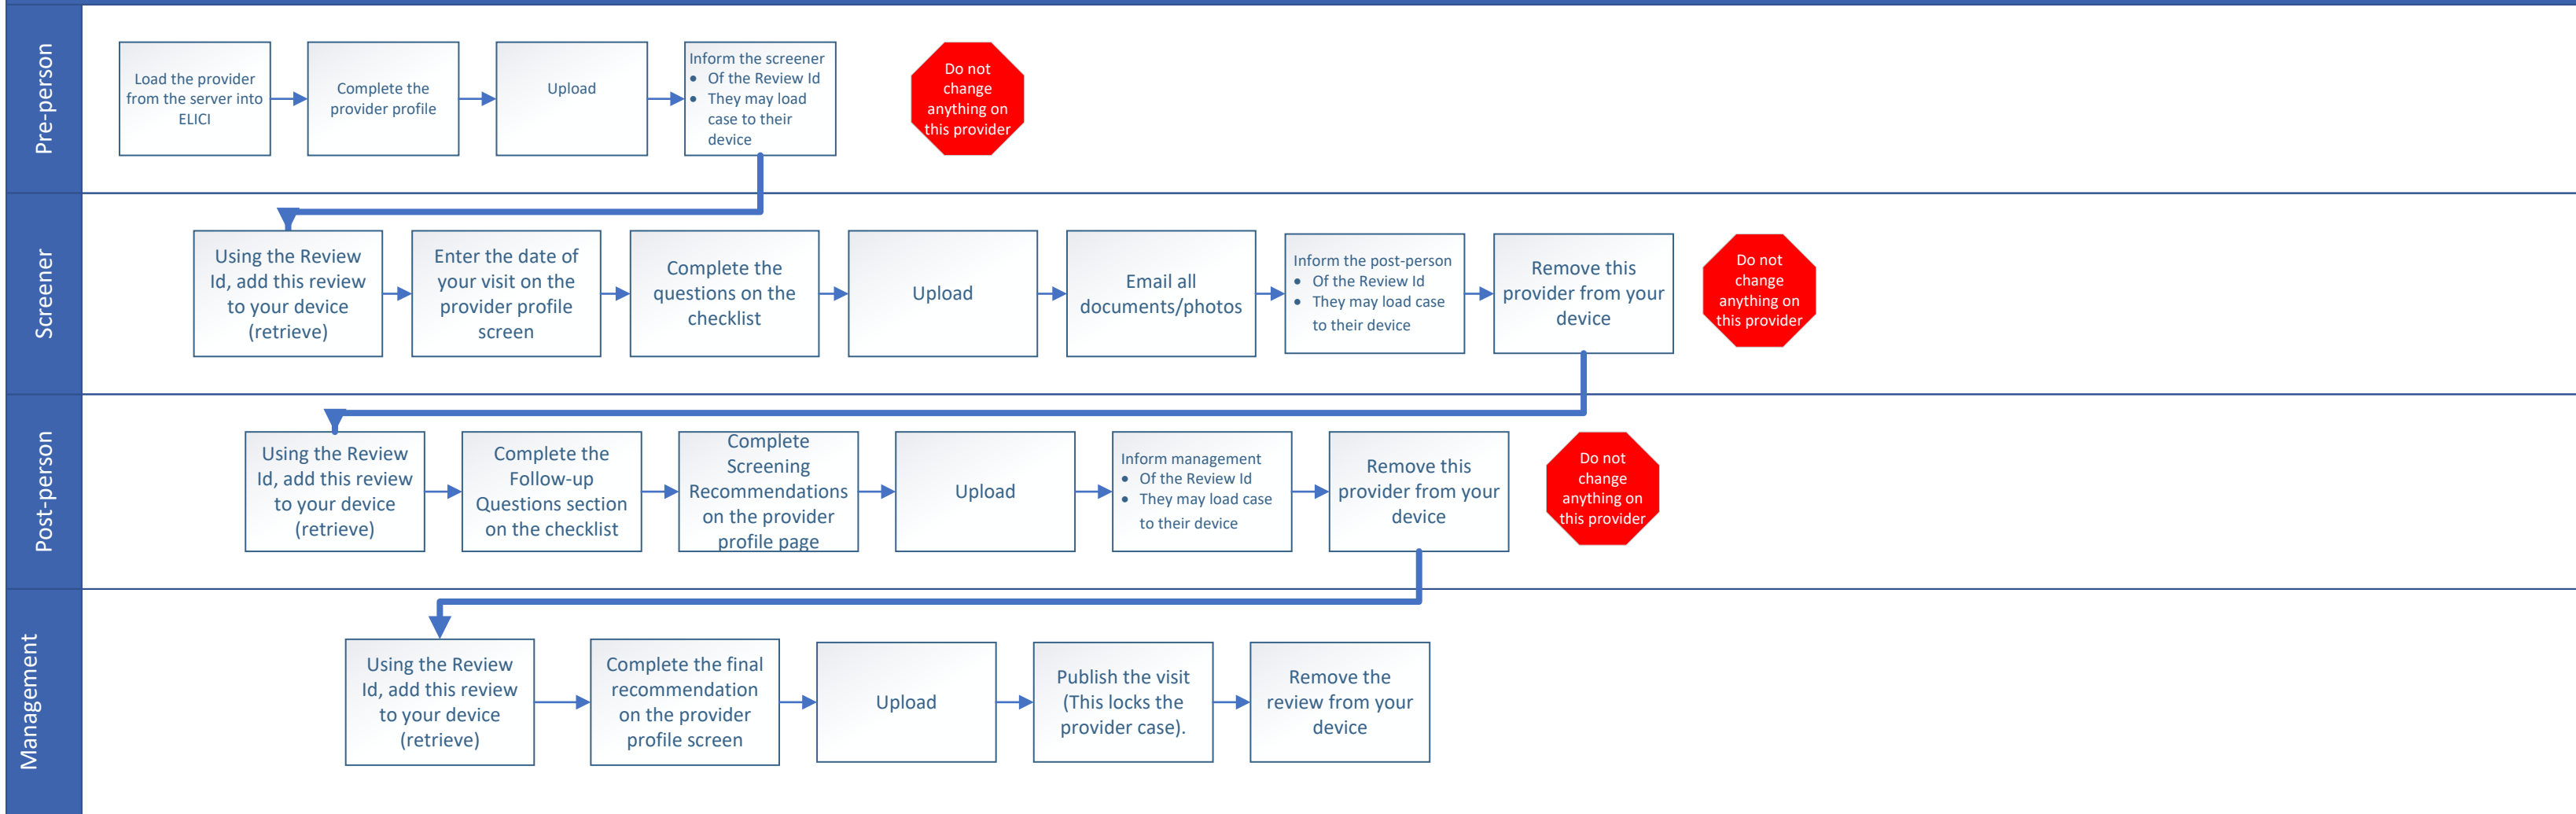 Pre-person
Load the provider
from the server into
ELICI
Complete the
provider profile
Upload
Inform the screener
• Of the Review Id
• They may load
case to their
device
Do not
change
anything on
this provider
Screener
Using the Review
Id, add this review
to your device
(retrieve)
Enter the date of
your visit on the
provider profile
screen
Complete the
questions on the
checklist
Upload
Email all
documents/photos
Inform the post-person
• Of the Review Id
• They may load case
to their device
Remove this
provider from your
device
Do not
change
anything on
this provider
Post-person
Using the Review
Id, add this review
to your device
(retrieve)
Complete the
Follow-up
Questions section
on the checklist
Complete
Screening
Recommendations
on the provider
profile page
Upload
Inform management
• Of the Review Id
• They may load case
to their device
Remove this
provider from your
device
Do not
change
anything on
this provider
Management
Using the Review
Id, add this review
to your device
(retrieve)
Complete the final
recommendation
on the provider
profile screen
Upload
Publish the visit
(This locks the
provider case).
Remove the
review from your
device